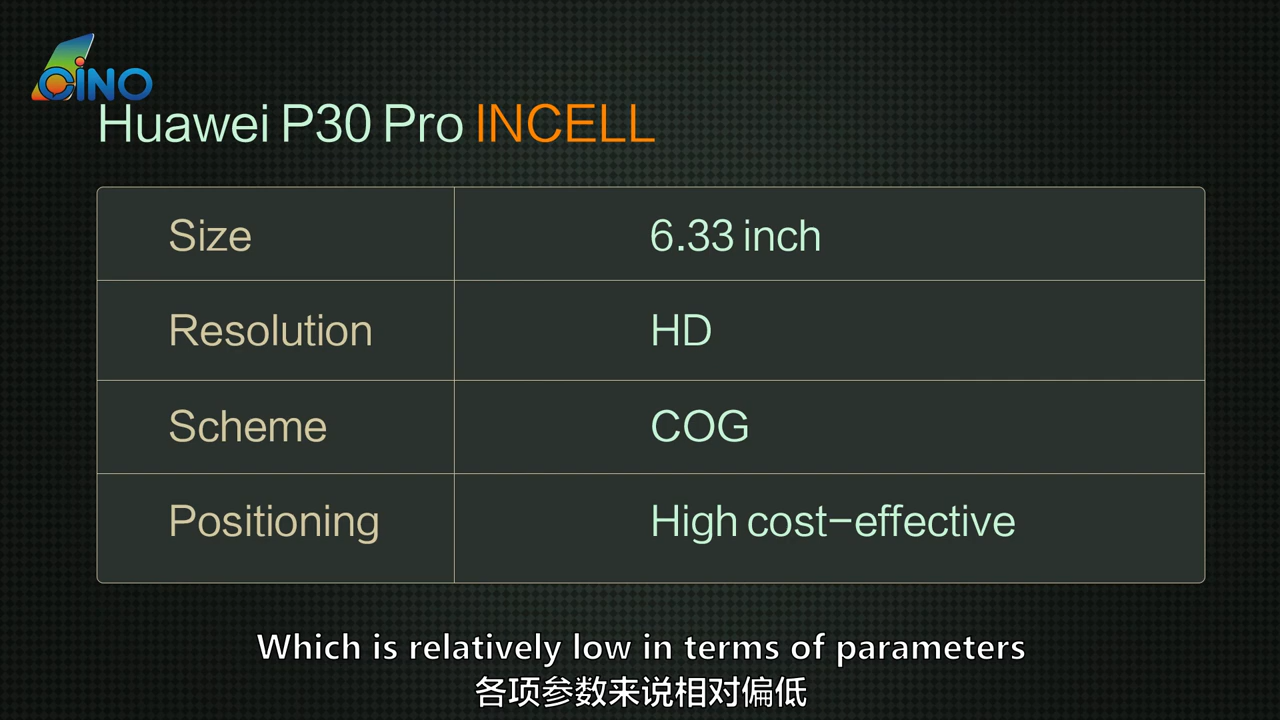 CINO
Huawei P30 Pro INCELL
Size 6.33 inch
Resolution HD
Scheme COG
Positioning High cost-effective
Which is relatively low in terms of parameters
各项参数来说相对偏低